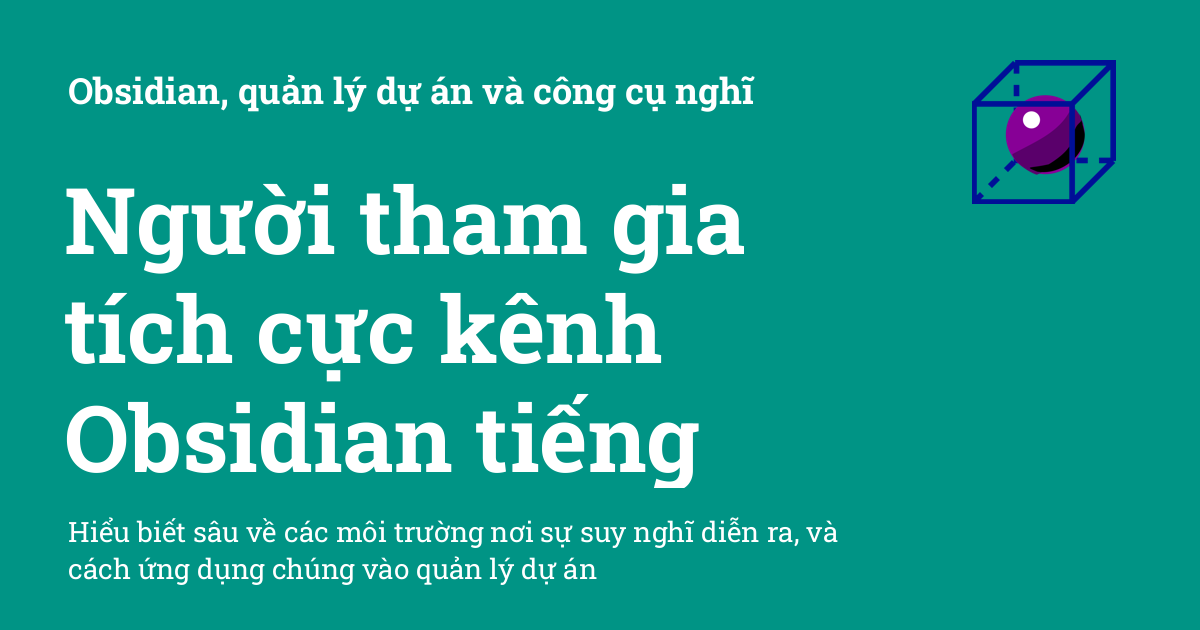 Obsidian, quản lý dự án và công cụ nghĩ
Người tham gia
tích cực kênh
Obsidian tiếng
Hiểu biết sâu về các môi trường nơi sự suy nghĩ diễn ra, và
cách ứng dụng chúng vào quản lý dự án